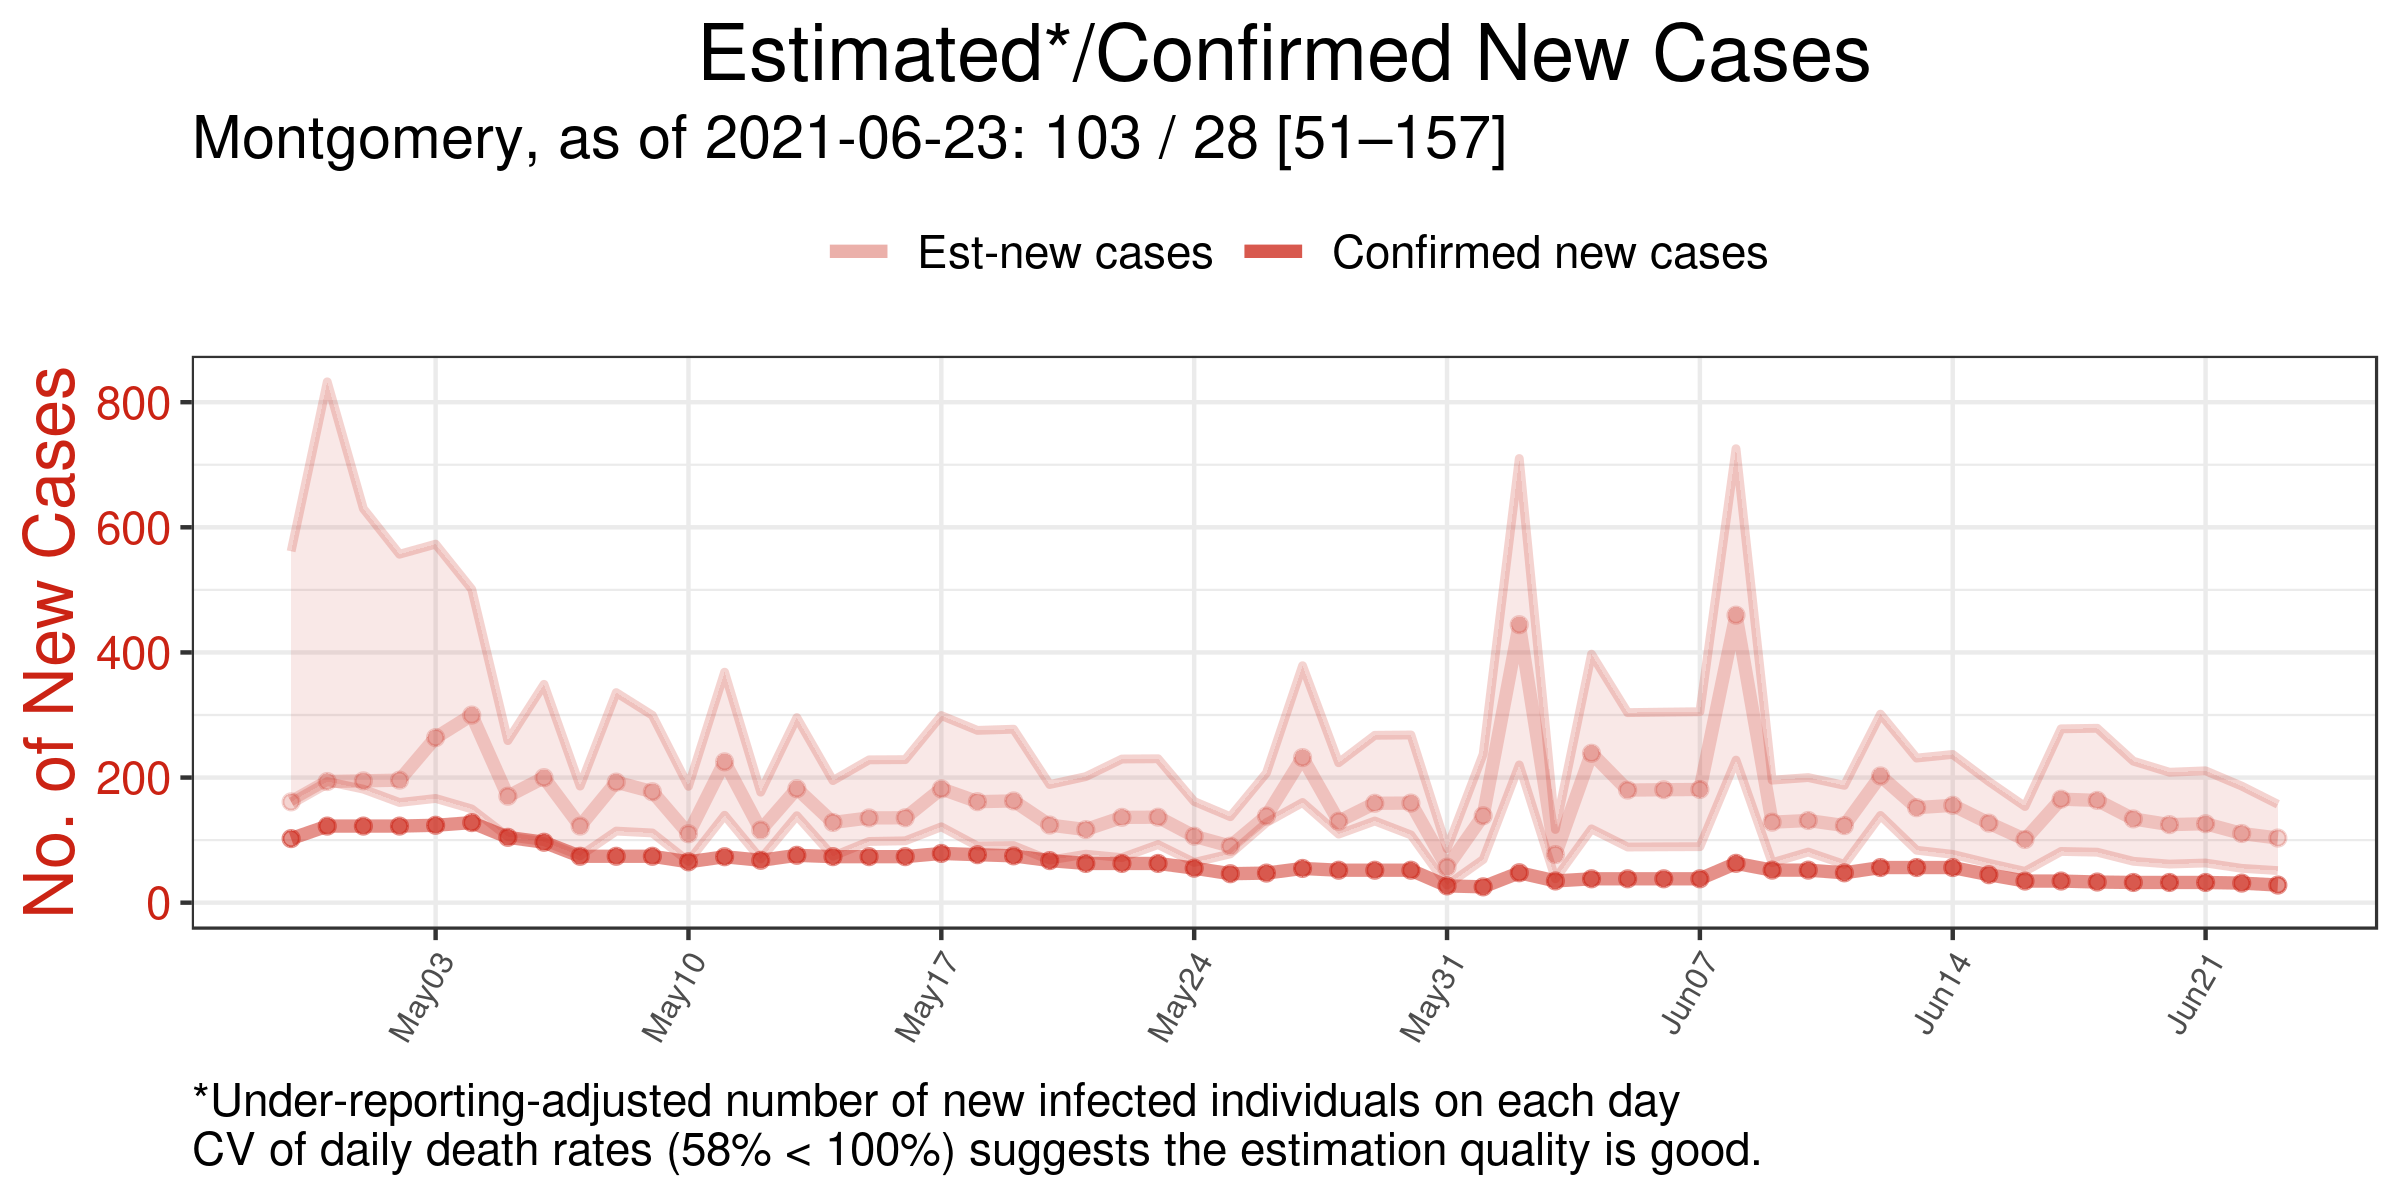 Estimated*/Confirmed New Cases
Montgomery, as of 2021-06-23: 103 / 28 [51–157]
Est-new cases
Confirmed new cases
No. of New Cases
800
600
400
200
0
May03
May10
May17
May24
May31
Jun07
Jun14
Jun21
*Under-reporting-adjusted number of new infected individuals on each day
CV of daily death rates (58% < 100%) suggests the estimation quality is good.